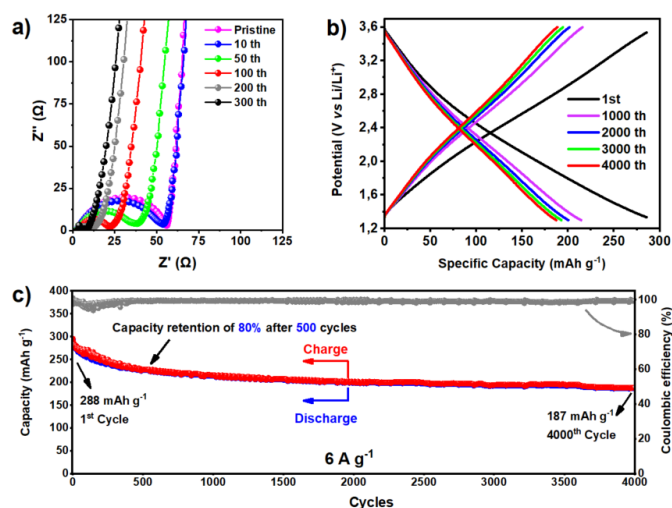 a)
125
100
75
50
25
0
Z'' (Ω)
0 25 50 75 100 125
Z' (Ω)
Pristine
10 th
50 th
100 th
200 th
300 th
b)
3,6
3,2
2,8
2,4
2,0
1,6
1,2
Potential (V vs Li/Li⁺)
0 50 100 150 200 250 300
Specific Capacity (mAh g⁻¹)
1st
1000 th
2000 th
3000 th
4000 th
c)
400
350
300
250
200
150
100
50
0
Capacity (mAh g⁻¹)
Capacity retention of 80% after 500 cycles
Charge
Discharge
288 mAh g⁻¹
1ˢᵗ Cycle
187 mAh g⁻¹
4000ᵗʰ Cycle
6 A g⁻¹
0 500 1000 1500 2000 2500 3000 3500 4000
Cycles
100
80
60
40
20
0
Coulombic efficiency (%)